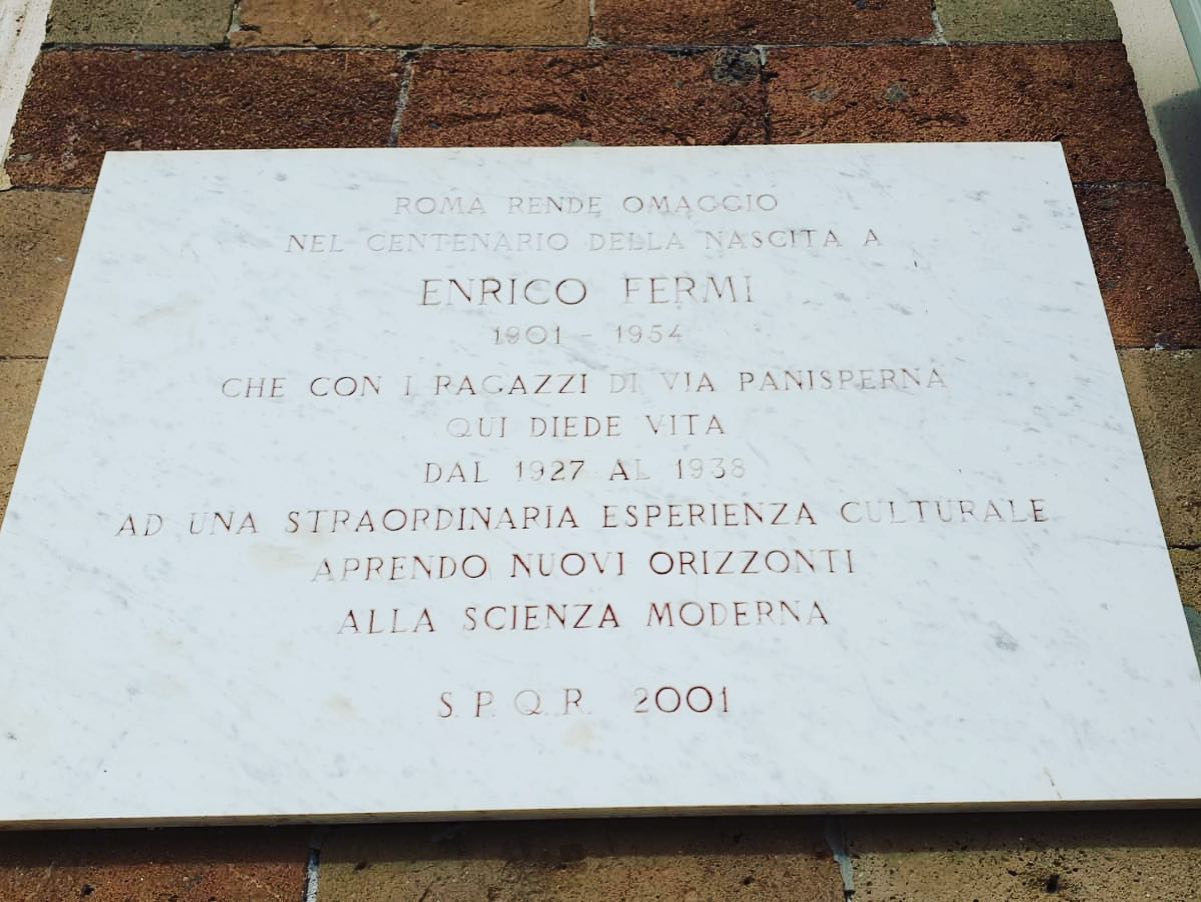 ROMA RENDE OMAGGIO
NEL CENTENARIO DELLA NASCITA A
ENRICO FERMI
1901 - 1954
CHE CON I RAGAZZI DI VIA PANISPERNA
QUI DIEDE VITA
DAL 1927 AL 1938
AD UNA STRAORDINARIA ESPERIENZA CULTURALE
APRENDO NUOVI ORIZZONTI
ALLA SCIENZA MODERNA
S.P.Q.R. 2001